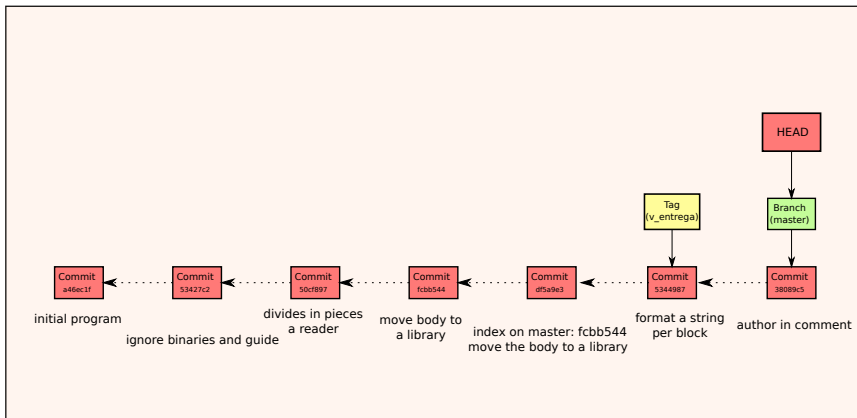 HEAD
Tag
(v_entrega)
Branch
(master)
Commit
a46ec1f
Commit
53427c2
Commit
50cf897
Commit
fcbb544
Commit
df5a9e3
Commit
5344987
Commit
38089c5
initial program
ignore binaries and guide
divides in pieces
a reader
move body to
a library
index on master: fcbb544
move the body to a library
format a string
per block
author in comment